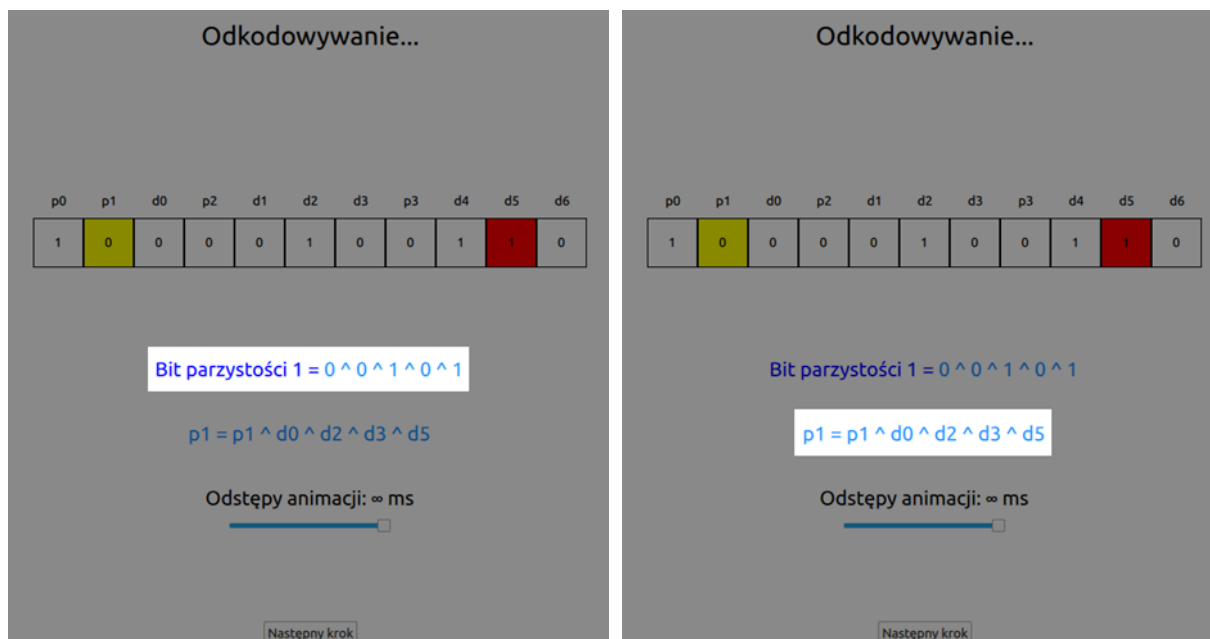 Odkodowywanie...
p0 p1 d0 p2 d1 d2 d3 p3 d4 d5 d6
1 0 0 0 0 1 0 0 1 1 0
Bit parzystości 1 = 0 ^ 0 ^ 1 ^ 0 ^ 1
p1 = p1 ^ d0 ^ d2 ^ d3 ^ d5
Odstępy animacji: ∞ ms
Następny krok
Odkodowywanie...
p0 p1 d0 p2 d1 d2 d3 p3 d4 d5 d6
1 0 0 0 0 1 0 0 1 1 0
Bit parzystości 1 = 0 ^ 0 ^ 1 ^ 0 ^ 1
p1 = p1 ^ d0 ^ d2 ^ d3 ^ d5
Odstępy animacji: ∞ ms
Następny krok